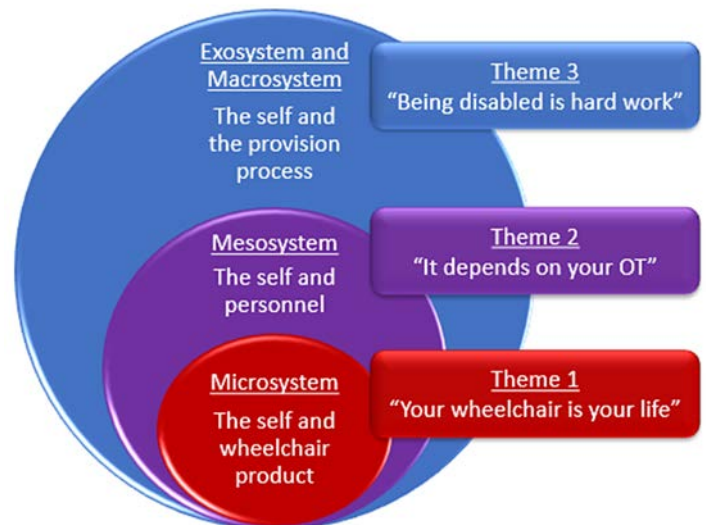 Exosystem and
Macrosystem
The self and
the provision
process
Theme 3
“Being disabled is hard work”
Mesosystem
The self and
personnel
Theme 2
“It depends on your OT”
Microsystem
The self and
wheelchair
product
Theme 1
“Your wheelchair is your life”